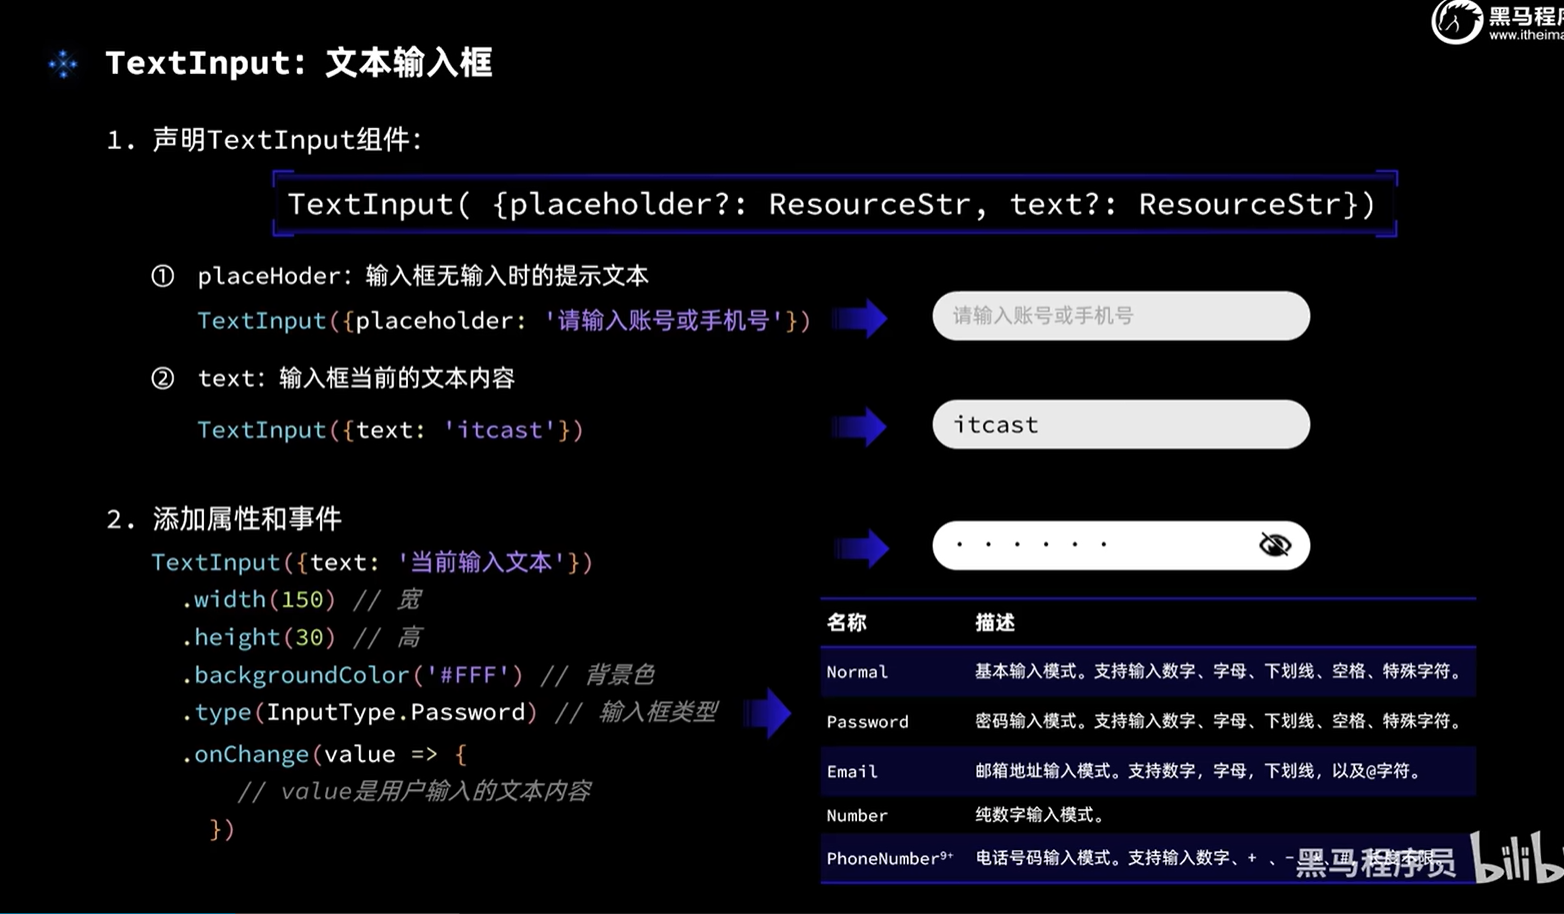 黑马程序
www.itheima
TextInput：文本输入框
1. 声明TextInput组件：
TextInput( {placeholder?: ResourceStr, text?: ResourceStr})
① placeHoder：输入框无输入时的提示文本
TextInput({placeholder: '请输入账号或手机号'})
请输入账号或手机号
② text：输入框当前的文本内容
TextInput({text: 'itcast'})
itcast
2. 添加属性和事件
TextInput({text: '当前输入文本'})
.width(150) // 宽
.height(30) // 高
.backgroundColor('#FFF') // 背景色
.type(InputType.Password) // 输入框类型
.onChange(value => {
// value是用户输入的文本内容
})
名称 描述
Normal 基本输入模式。支持输入数字、字母、下划线、空格、特殊字符。
Password 密码输入模式。支持输入数字、字母、下划线、空格、特殊字符。
Email 邮箱地址输入模式。支持数字，字母，下划线，以及@字符。
Number 纯数字输入模式。
PhoneNumber⁹⁺ 电话号码输入模式。支持输入数字、+ 、-
黑马程序员 bilib